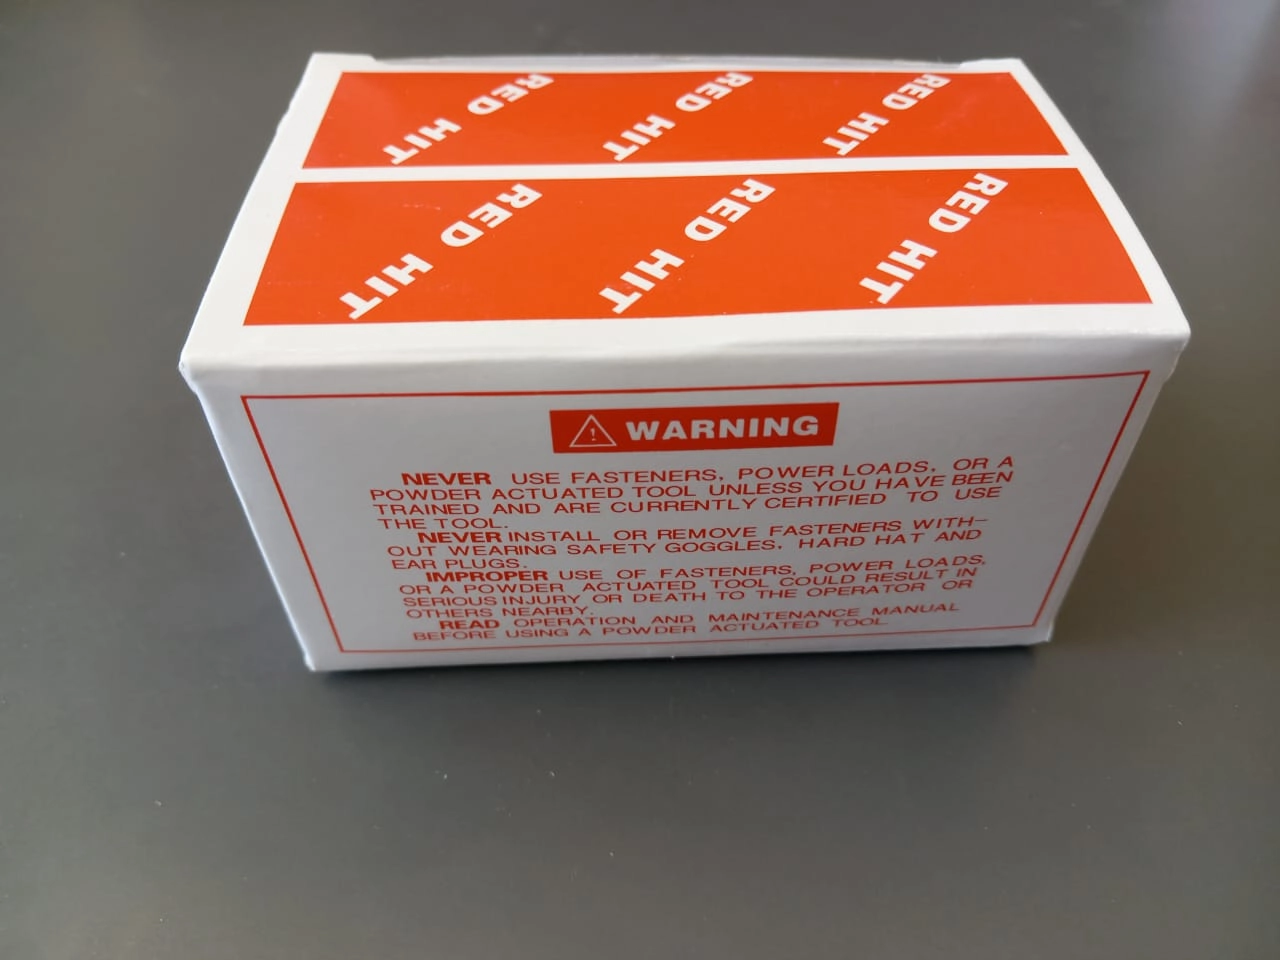 RED HIT RED HIT RED HIT
RED HIT RED HIT RED HIT
WARNING
NEVER USE FASTENERS, POWER LOADS, OR A
POWDER ACTUATED TOOL UNLESS YOU HAVE BEEN
TRAINED AND ARE CURRENTLY CERTIFIED TO USE
THE TOOL.
NEVER INSTALL OR REMOVE FASTENERS WITH-
OUT WEARING SAFETY GOGGLES, HARD HAT AND
EAR PLUGS.
IMPROPER USE OF FASTENERS, POWER LOADS,
OR A POWDER ACTUATED TOOL COULD RESULT IN
SERIOUS INJURY OR DEATH TO THE OPERATOR OR
OTHERS NEARBY.
READ OPERATION AND MAINTENANCE MANUAL
BEFORE USING A POWDER ACTUATED TOOL.